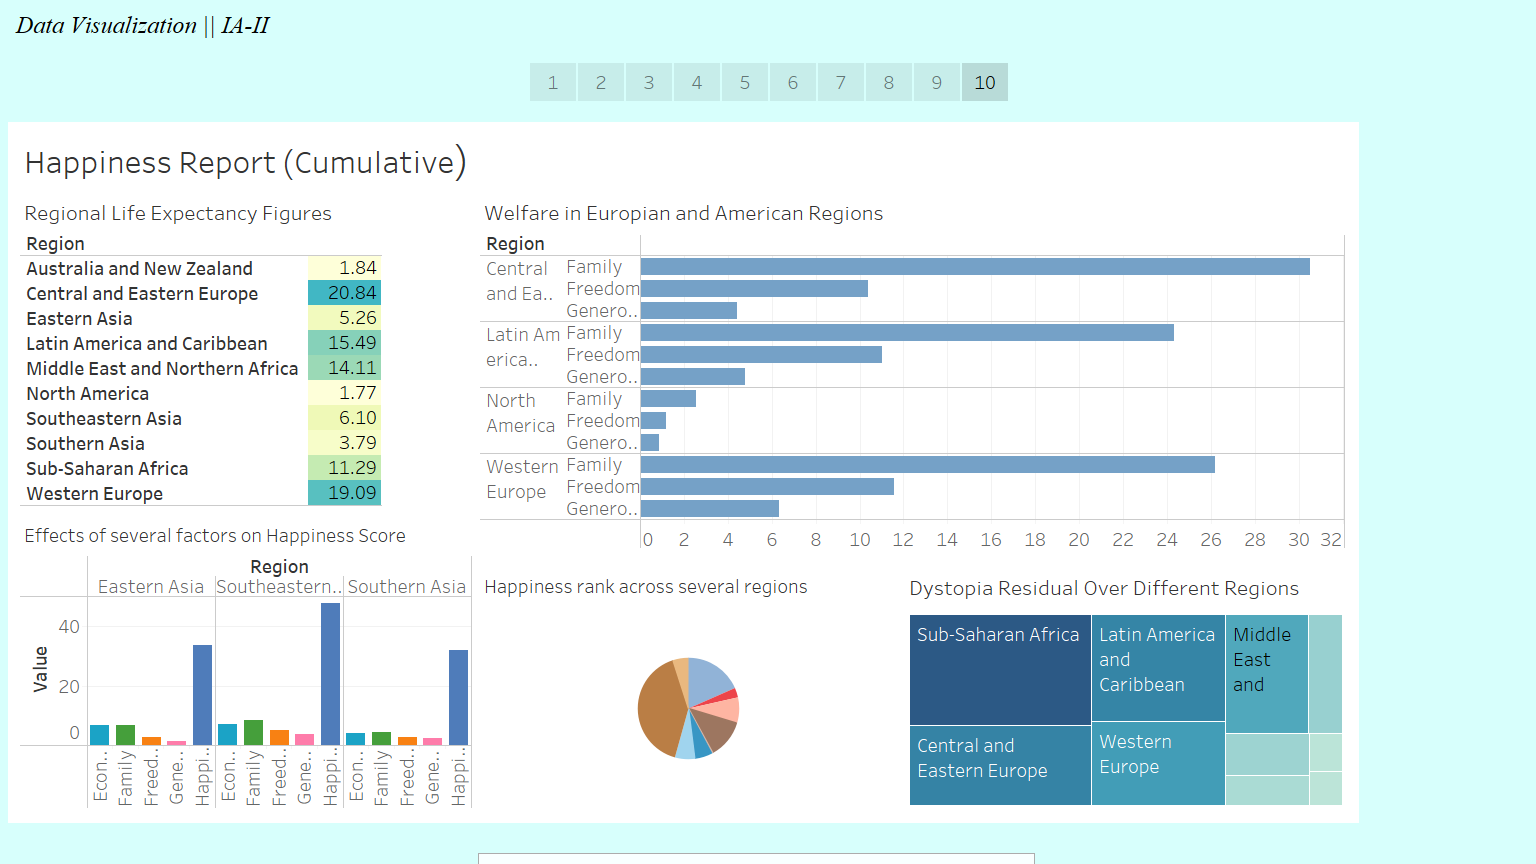 Data Visualization || IA-II
1 2 3 4 5 6 7 8 9 10
Happiness Report (Cumulative)
Regional Life Expectancy Figures
Region
Australia and New Zealand 1.84
Central and Eastern Europe 20.84
Eastern Asia 5.26
Latin America and Caribbean 15.49
Middle East and Northern Africa 14.11
North America 1.77
Southeastern Asia 6.10
Southern Asia 3.79
Sub-Saharan Africa 11.29
Western Europe 19.09
Welfare in Europian and American Regions
Region
Central
and Ea..
Family
Freedom
Genero..
Latin Am
erica..
Family
Freedom
Genero..
North
America
Family
Freedom
Genero..
Western
Europe
Family
Freedom
Genero..
0 2 4 6 8 10 12 14 16 18 20 22 24 26 28 30 32
Effects of several factors on Happiness Score
Region
Eastern Asia Southeastern.. Southern Asia
Value
40
20
0
Econ..
Family
Freed..
Gene..
Happi..
Econ..
Family
Freed..
Gene..
Happi..
Econ..
Family
Freed..
Gene..
Happi..
Happiness rank across several regions
Dystopia Residual Over Different Regions
Sub-Saharan Africa
Central and
Eastern Europe
Latin America
and
Caribbean
Western
Europe
Middle
East
and